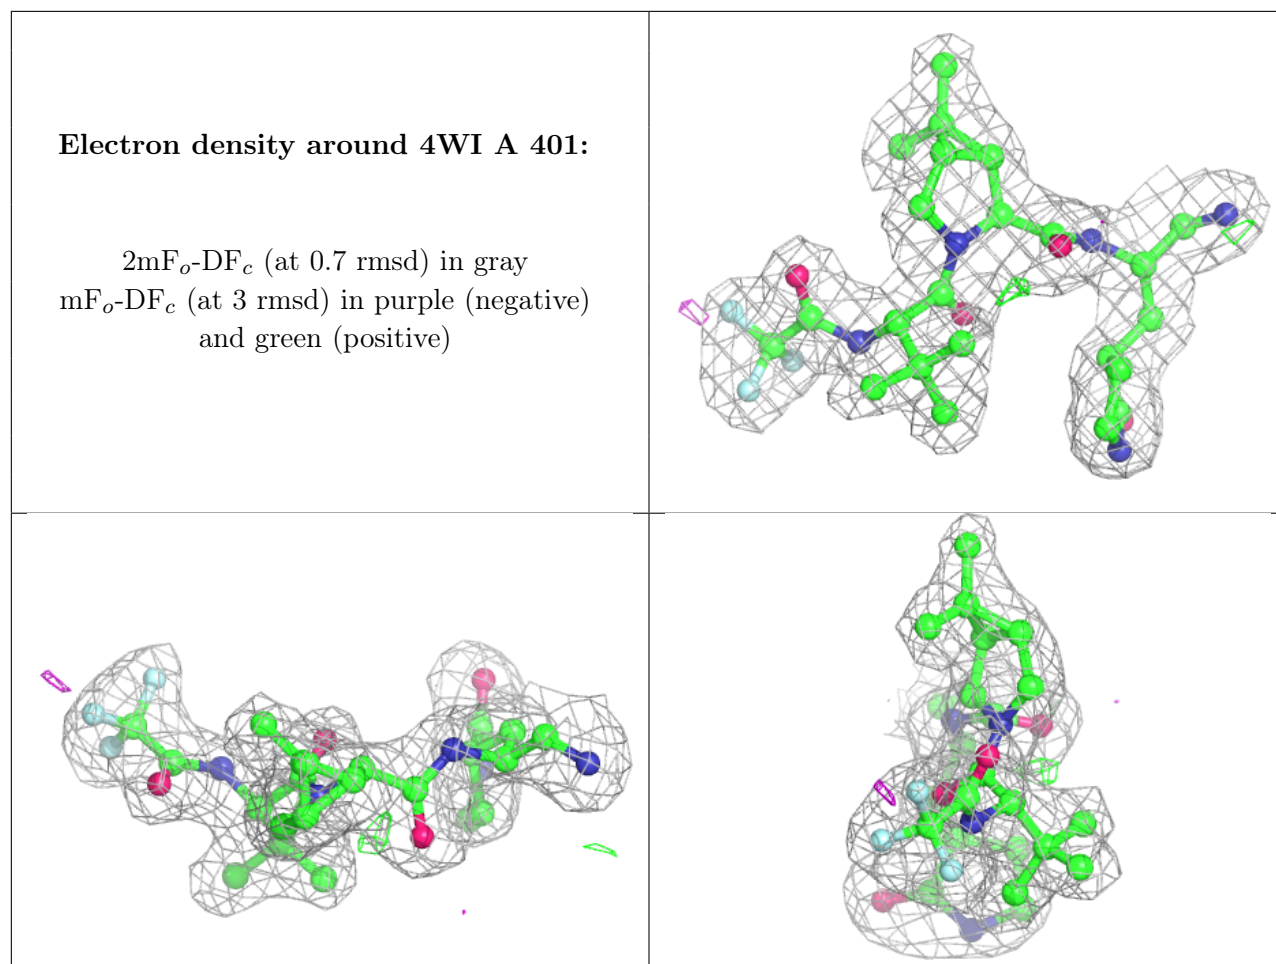 Electron density around 4WI A 401:
2mFₒ-DF𝒸 (at 0.7 rmsd) in gray
mFₒ-DF𝒸 (at 3 rmsd) in purple (negative)
and green (positive)